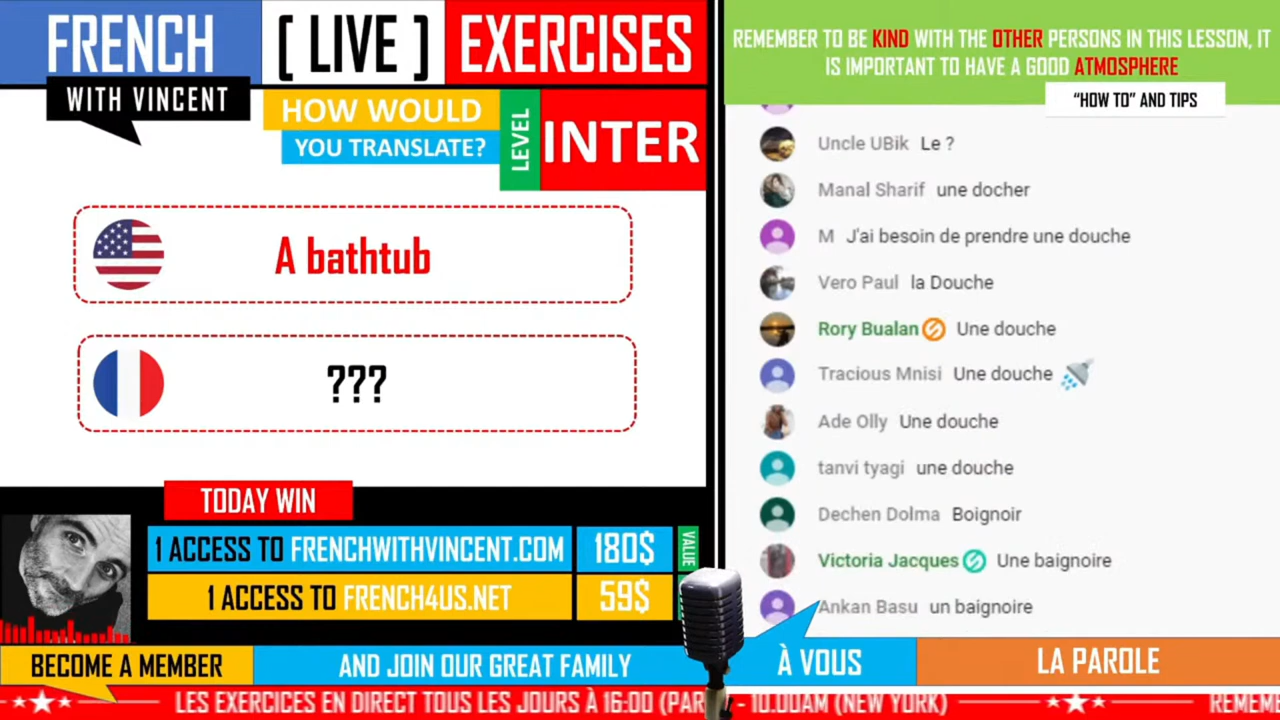 FRENCH
[ LIVE ]
EXERCISES
WITH VINCENT
HOW WOULD
YOU TRANSLATE?
LEVEL
INTER
A bathtub
???
TODAY WIN
1 ACCESS TO FRENCHWITHVINCENT.COM 180$
1 ACCESS TO FRENCH4US.NET 59$
VALUE
BECOME A MEMBER
AND JOIN OUR GREAT FAMILY
REMEMBER TO BE KIND WITH THE OTHER PERSONS IN THIS LESSON, IT
IS IMPORTANT TO HAVE A GOOD ATMOSPHERE
“HOW TO” AND TIPS
Uncle UBik Le ?
Manal Sharif une docher
M J'ai besoin de prendre une douche
Vero Paul la Douche
Rory Bualan Une douche
Tracious Mnisi Une douche
Ade Olly Une douche
tanvi tyagi une douche
Dechen Dolma Boignoir
Victoria Jacques Une baignoire
Ankan Basu un baignoire
À VOUS
LA PAROLE
LES EXERCICES EN DIRECT TOUS LES JOURS À 16:00 (PAR - 10.00AM (NEW YORK)
REMEME